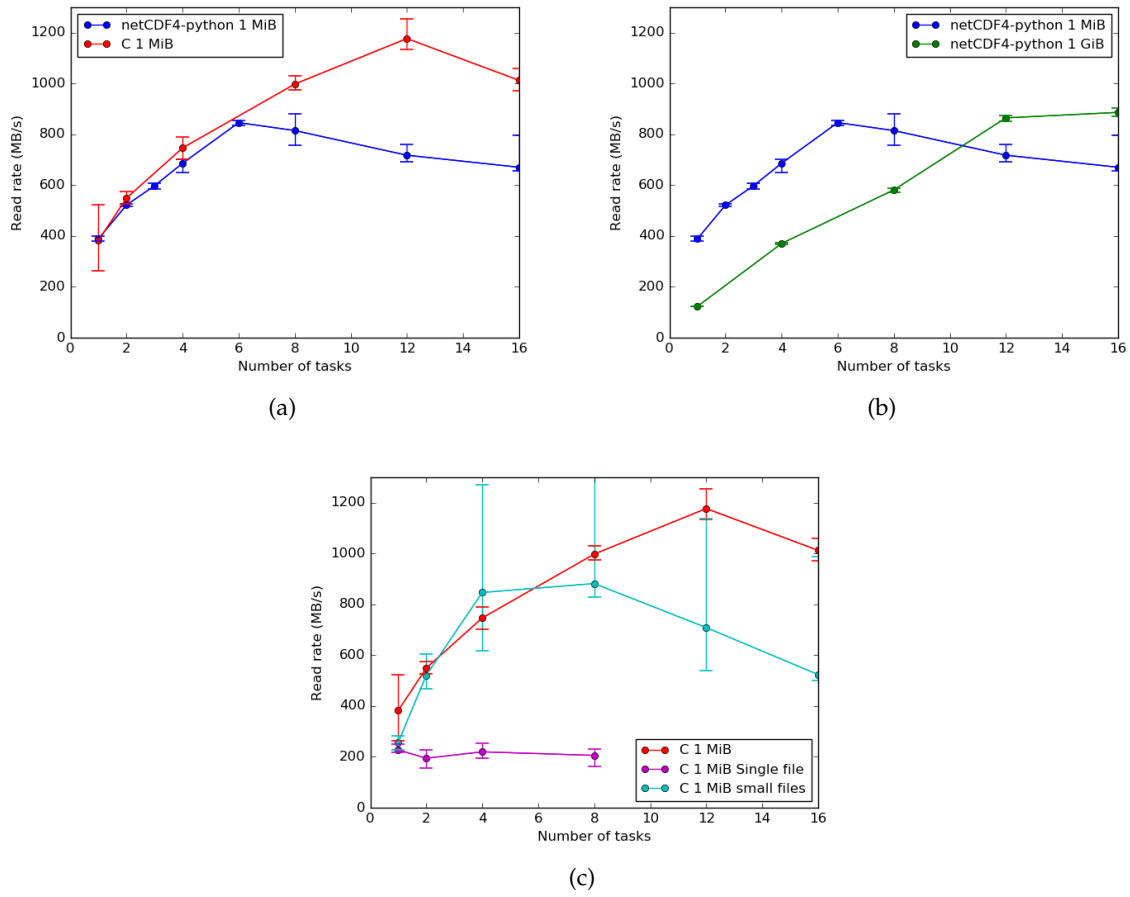 1200
1000
800
600
400
200
0
Read rate (MB/s)
netCDF4-python 1 MiB
C 1 MiB
0 2 4 6 8 10 12 14 16
Number of tasks
(a)
1200
1000
800
600
400
200
0
Read rate (MB/s)
netCDF4-python 1 MiB
netCDF4-python 1 GiB
0 2 4 6 8 10 12 14 16
Number of tasks
(b)
1200
1000
800
600
400
200
0
Read rate (MB/s)
C 1 MiB
C 1 MiB Single file
C 1 MiB small files
0 2 4 6 8 10 12 14 16
Number of tasks
(c)